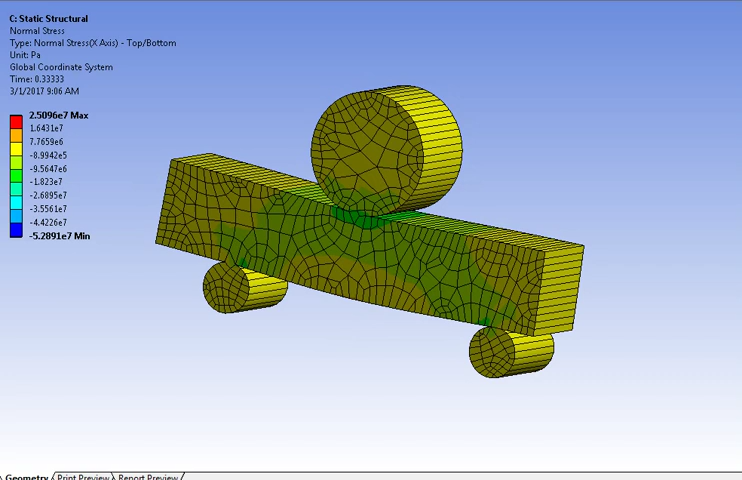 C: Static Structural
Normal Stress
Type: Normal Stress(X Axis) - Top/Bottom
Unit: Pa
Global Coordinate System
Time: 0.33333
3/1/2017 9:06 AM
2.5096e7 Max
1.6431e7
7.7659e6
-8.9942e5
-9.5647e6
-1.823e7
-2.6895e7
-3.5561e7
-4.4226e7
-5.2891e7 Min
Geometry Print Preview Report Preview